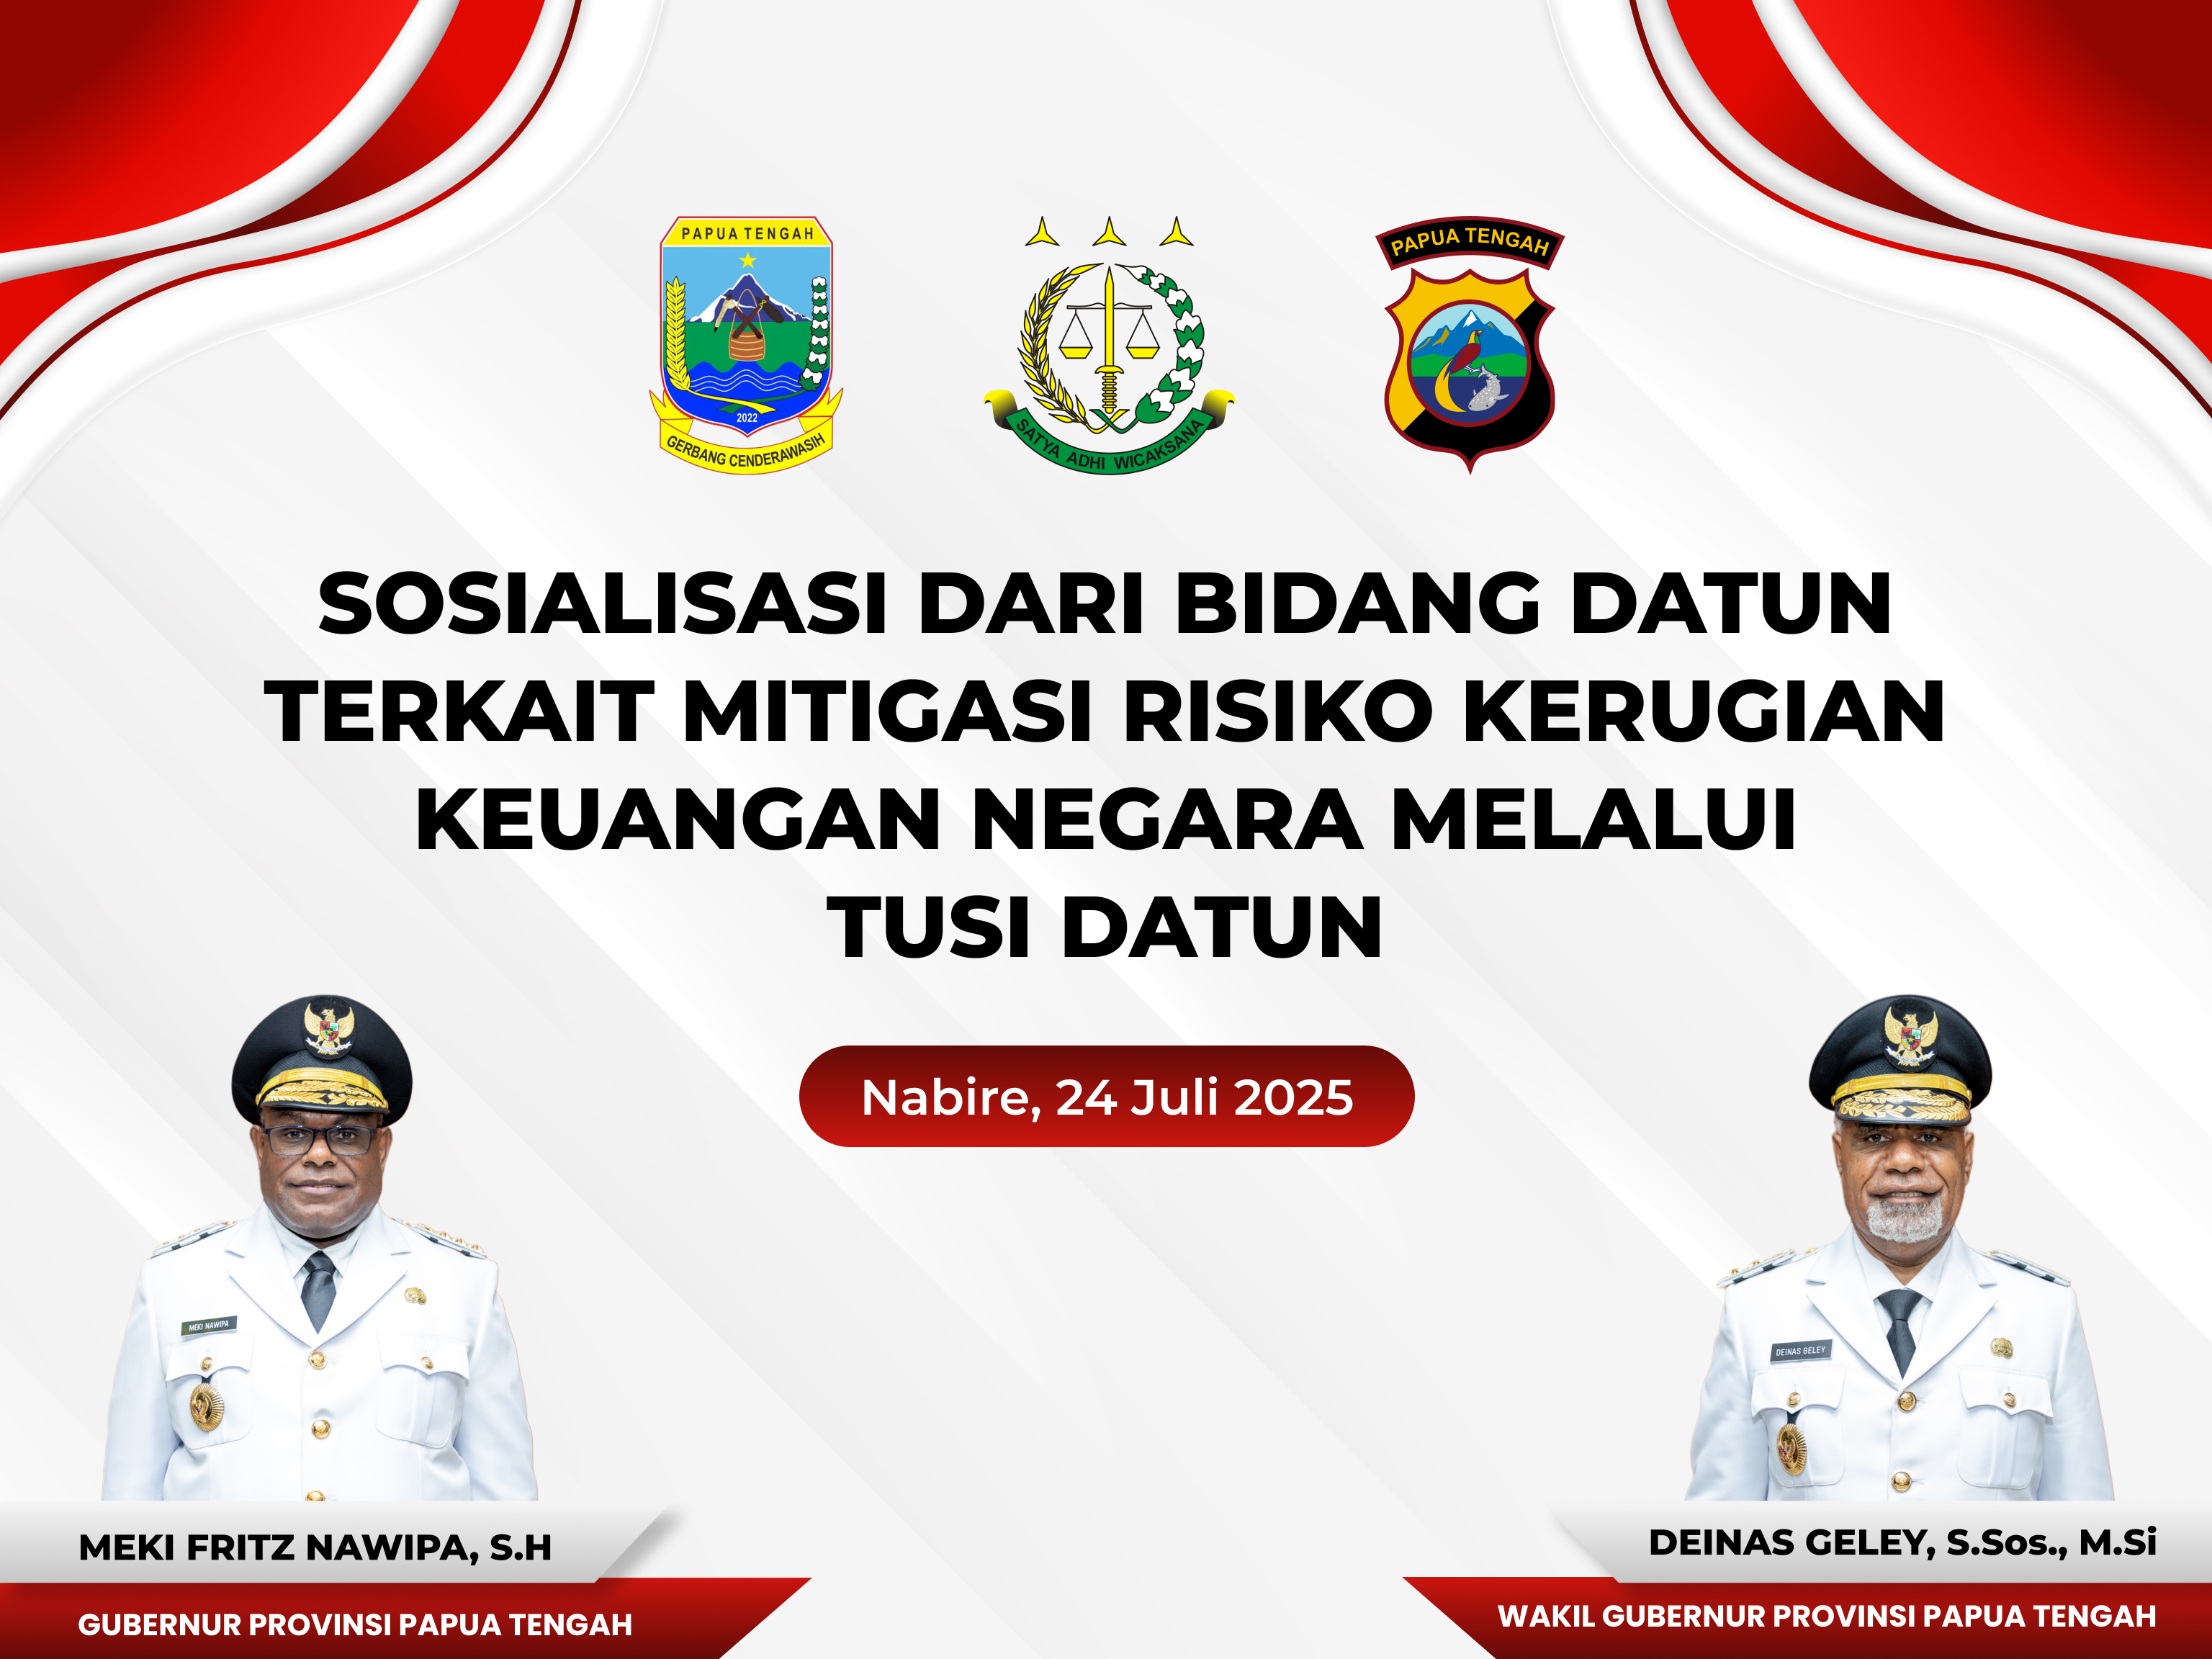 PAPUA TENGAH
2022
GERBANG CENDERAWASIH
SATYA ADHI WICAKSANA
PAPUA TENGAH
SOSIALISASI DARI BIDANG DATUN
TERKAIT MITIGASI RISIKO KERUGIAN
KEUANGAN NEGARA MELALUI
TUSI DATUN
Nabire, 24 Juli 2025
MEKI NAWIPA
DEINAS GELEY
MEKI FRITZ NAWIPA, S.H
GUBERNUR PROVINSI PAPUA TENGAH
DEINAS GELEY, S.Sos., M.Si
WAKIL GUBERNUR PROVINSI PAPUA TENGAH